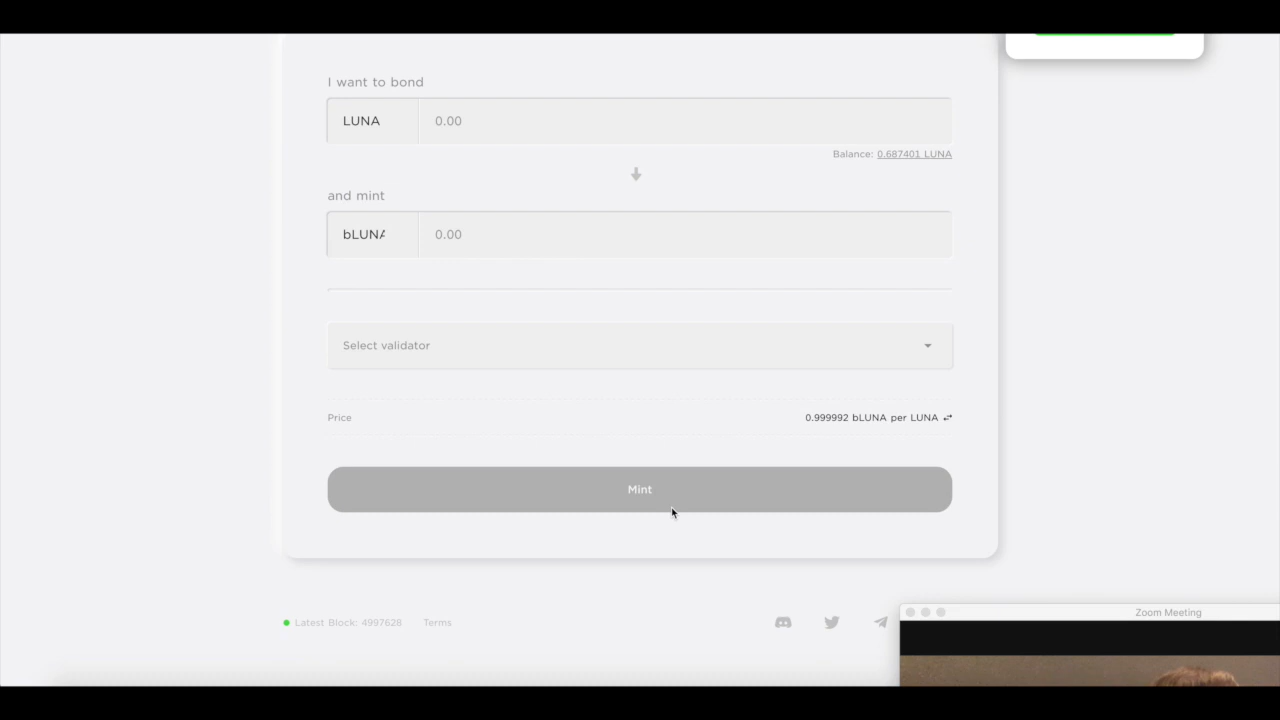 I want to bond
LUNA 0.00
Balance: 0.687401 LUNA
and mint
bLUNA 0.00
Select validator
Price 0.999992 bLUNA per LUNA
Mint
Latest Block: 4997628 Terms
Zoom Meeting